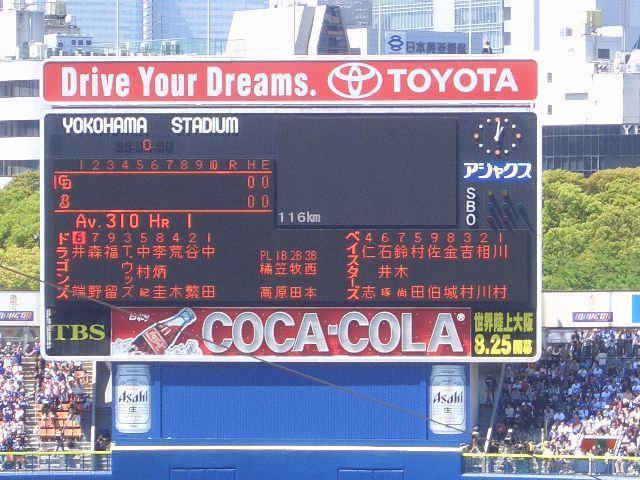 日本興亜損保
Drive Your Dreams. TOYOTA
YOKOHAMA STADIUM
1 2 3 4 5 6 7 8 9 10 R H E
D 0 0
B 0 0
116km
アジャクス
S B O
AV.310 HR 1
ドラゴンズ
6 井端
7 森野
9 福留
3 T.ウッズ
5 中村紀
8 李炳圭
4 荒木
2 谷繁
1 中田
PL 橘高
1B 笠原
2B 牧田
3B 西本
ベイスターズ
4 仁志
6 石井琢
7 鈴木尚
5 村田
9 佐伯
8 金城
3 吉村
2 相川
1 川村
TBS
Enjoy
COCA-COLA
世界陸上大阪
8.25開幕
Asahi
生
Asahi
生